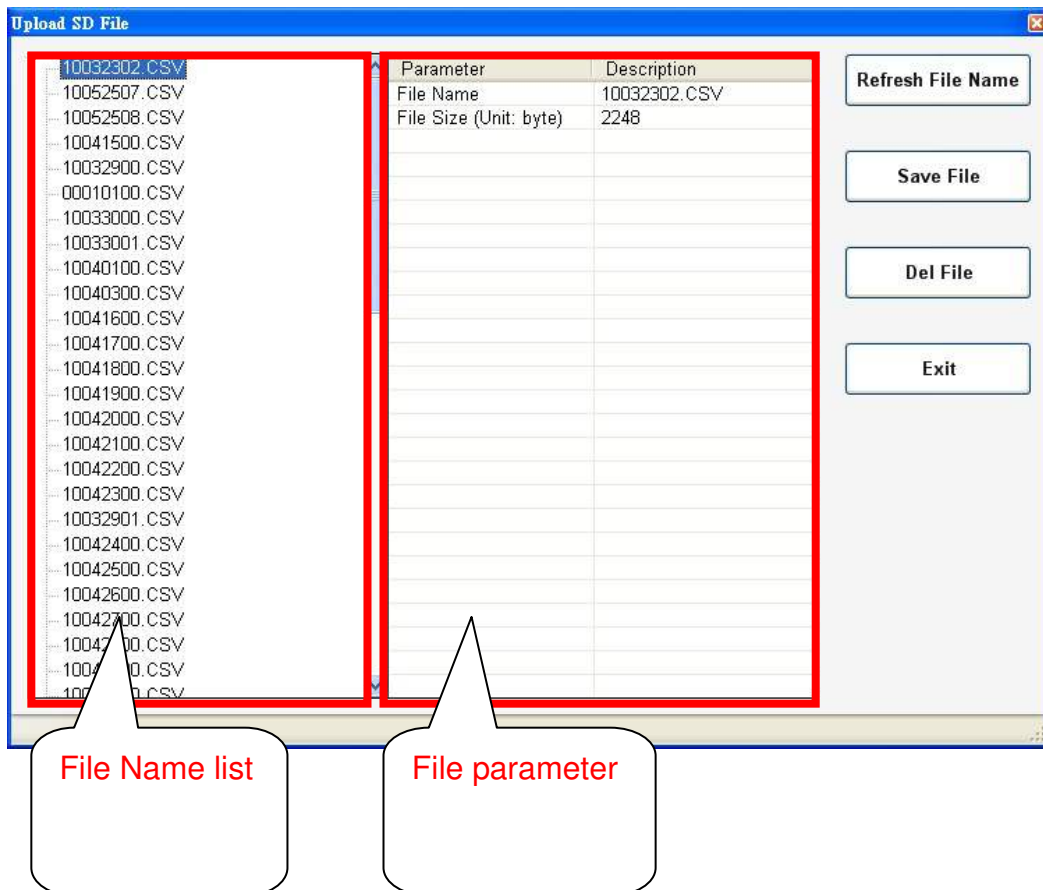 Upload SD File
10032302.CSV
10052507.CSV
10052508.CSV
10041500.CSV
10032900.CSV
00010100.CSV
10033000.CSV
10033001.CSV
10040100.CSV
10040300.CSV
10041600.CSV
10041700.CSV
10041800.CSV
10041900.CSV
10042000.CSV
10042100.CSV
10042200.CSV
10042300.CSV
10032901.CSV
10042400.CSV
10042500.CSV
10042600.CSV
10042700.CSV
Parameter Description
File Name 10032302.CSV
File Size (Unit: byte) 2248
Refresh File Name
Save File
Del File
Exit
File Name list
File parameter